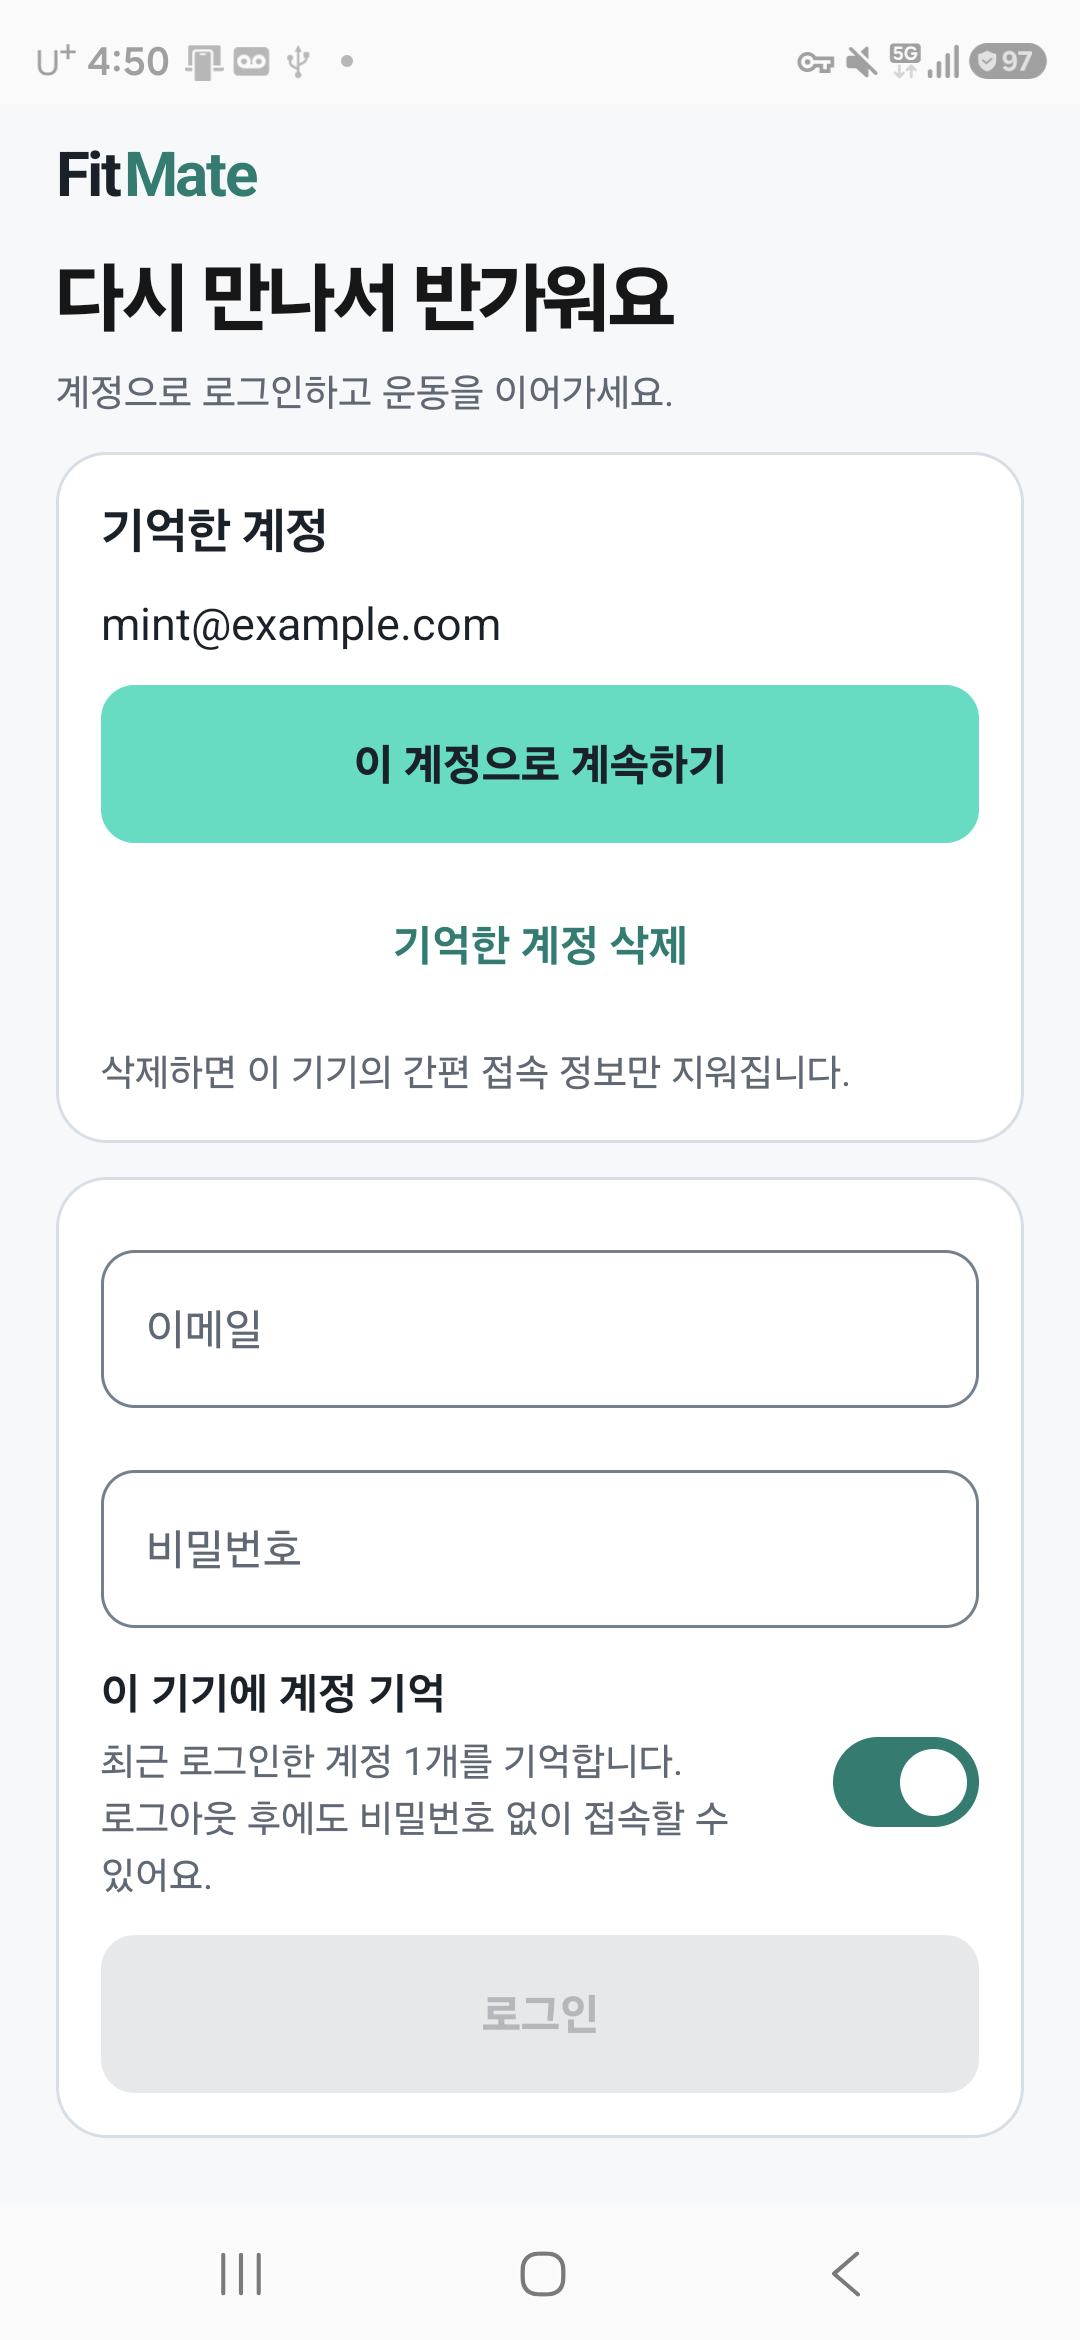 U+ 4:50 5G 97
FitMate
다시 만나서 반가워요
계정으로 로그인하고 운동을 이어가세요.
기억한 계정
mint@example.com
이 계정으로 계속하기
기억한 계정 삭제
삭제하면 이 기기의 간편 접속 정보만 지워집니다.
이메일
비밀번호
이 기기에 계정 기억
최근 로그인한 계정 1개를 기억합니다.
로그아웃 후에도 비밀번호 없이 접속할 수
있어요.
로그인